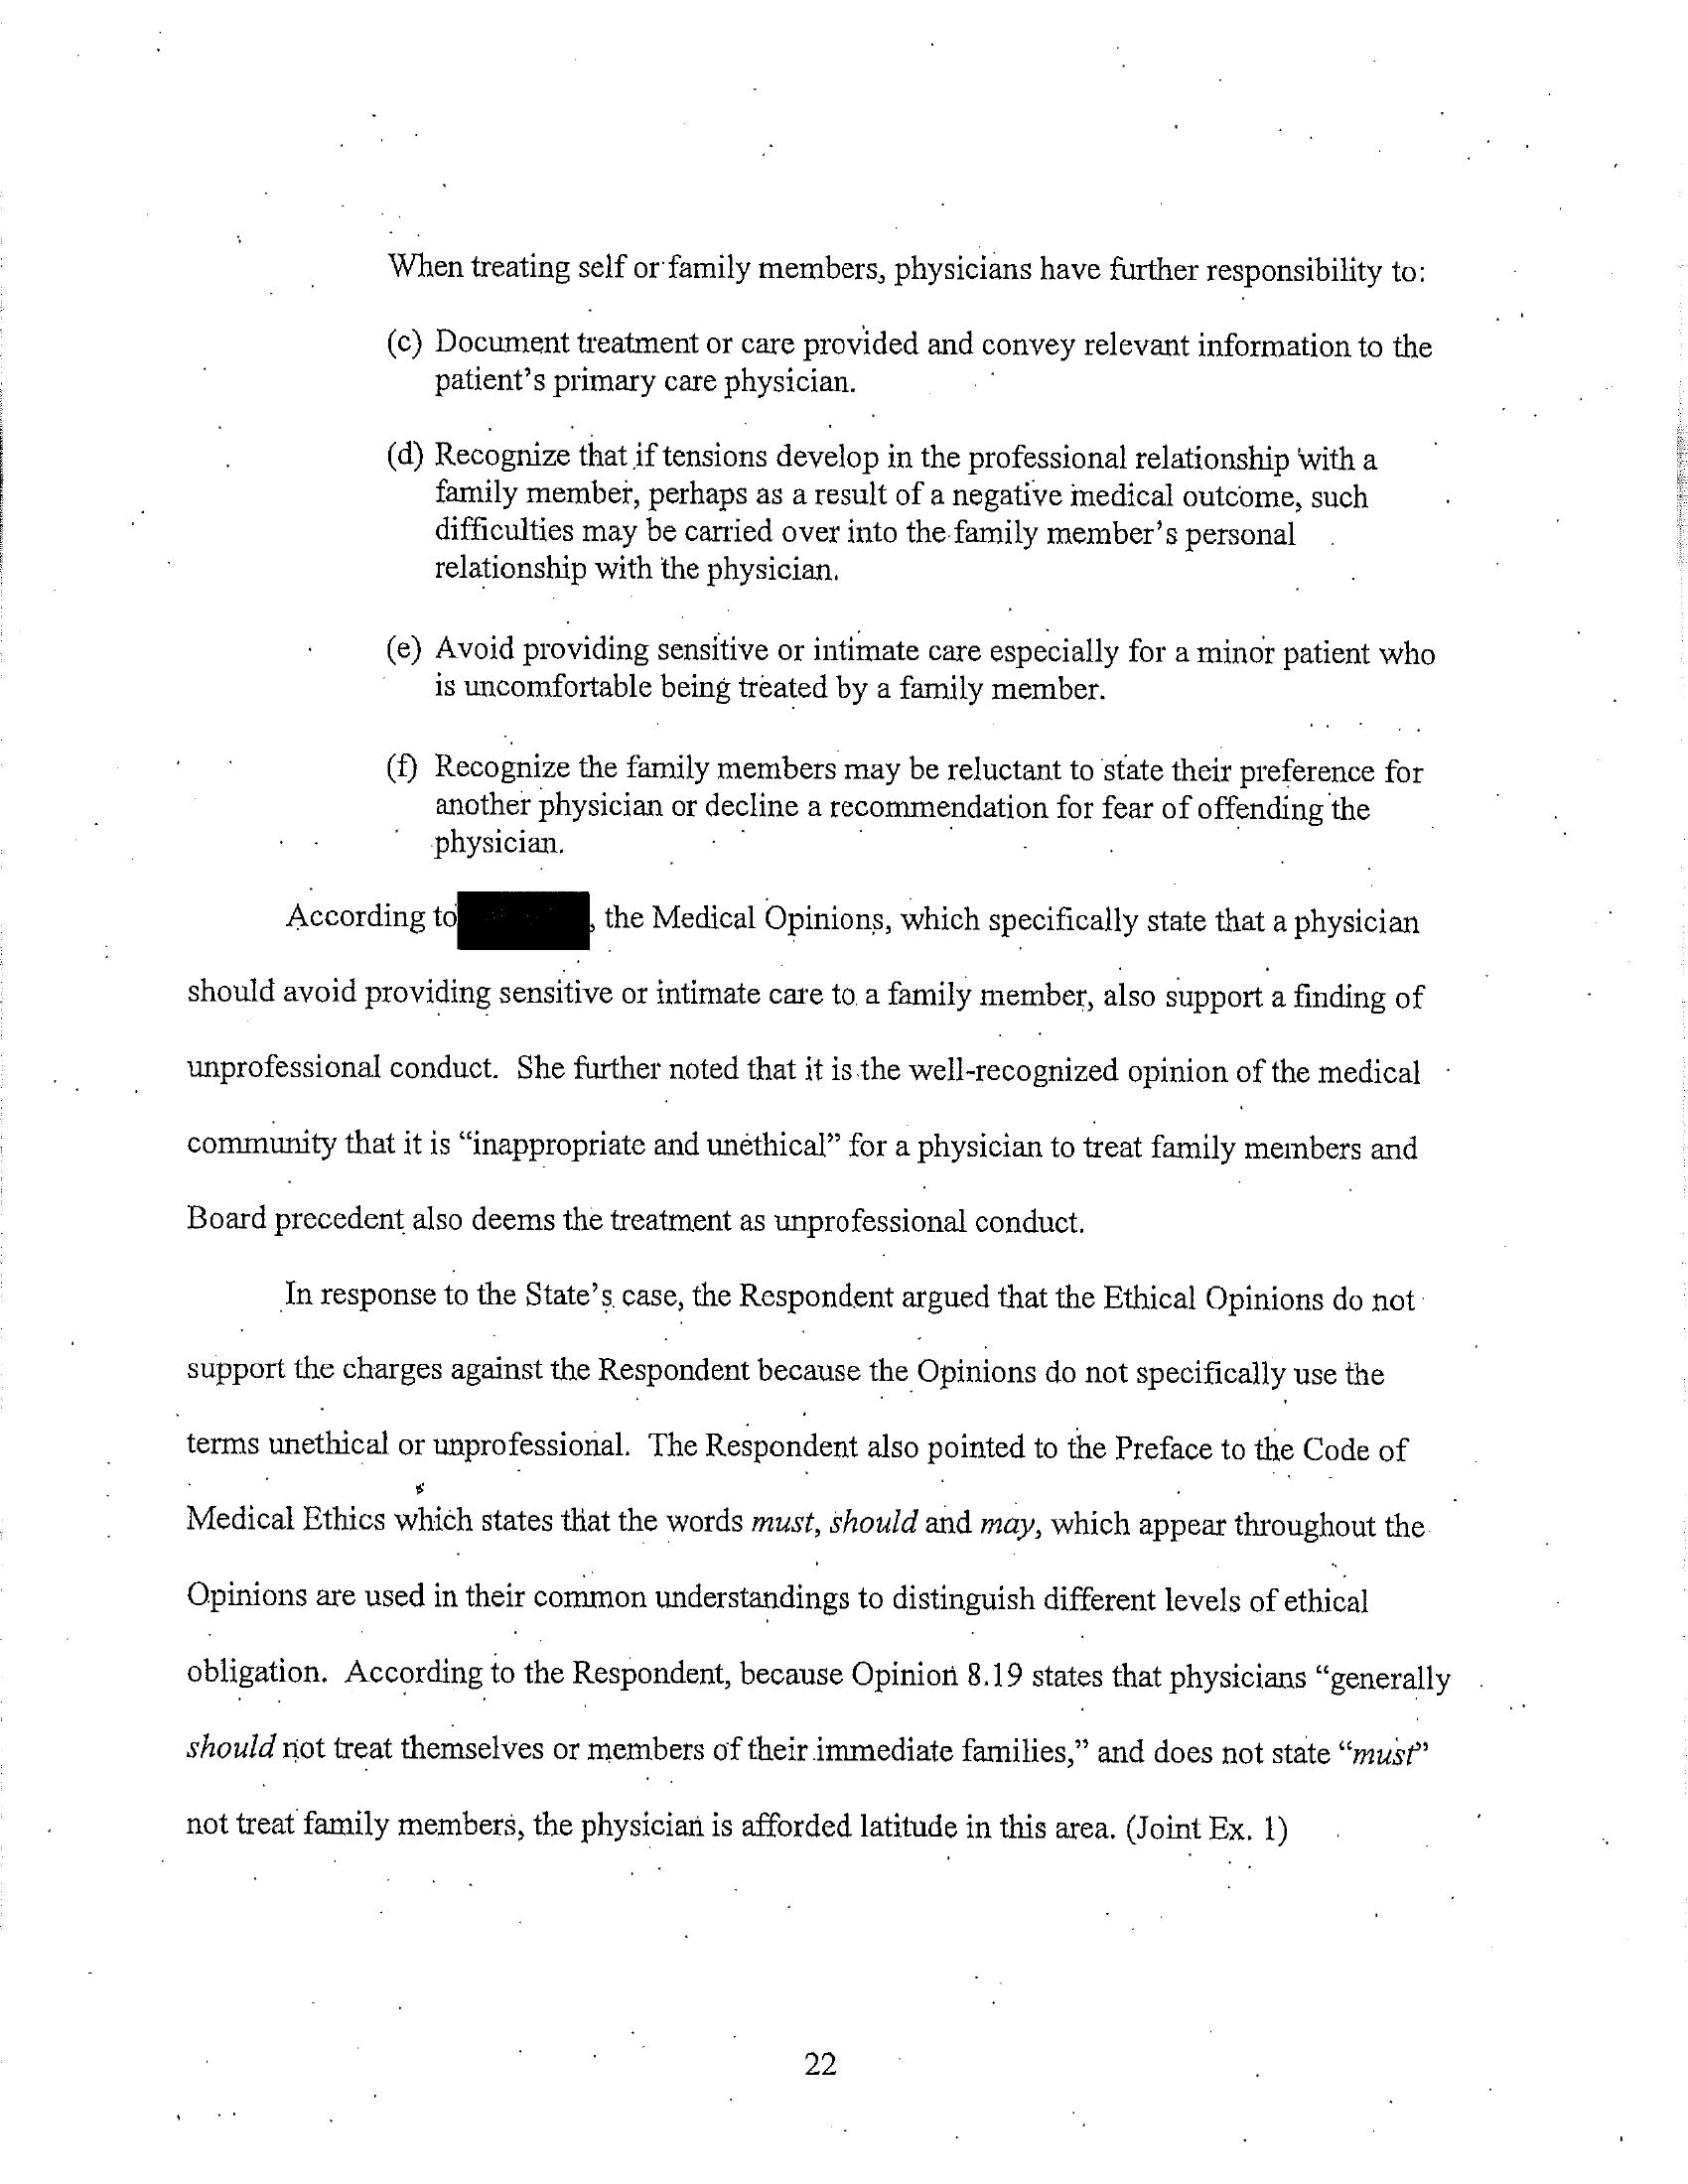 When treating self or family members, physicians have further responsibility to:
(c) Document treatment or care provided and convey relevant information to the
patient's primary care physician.
(d) Recognize that if tensions develop in the professional relationship with a
family member, perhaps as a result of a negative medical outcome, such
difficulties may be carried over into the family member's personal
relationship with the physician.
(e) Avoid providing sensitive or intimate care especially for a minor patient who
is uncomfortable being treated by a family member.
(f) Recognize the family members may be reluctant to state their preference for
another physician or decline a recommendation for fear of offending the
physician.
According to , the Medical Opinions, which specifically state that a physician
should avoid providing sensitive or intimate care to a family member, also support a finding of
unprofessional conduct. She further noted that it is the well-recognized opinion of the medical
community that it is “inappropriate and unethical” for a physician to treat family members and
Board precedent also deems the treatment as unprofessional conduct.
In response to the State's case, the Respondent argued that the Ethical Opinions do not
support the charges against the Respondent because the Opinions do not specifically use the
terms unethical or unprofessional. The Respondent also pointed to the Preface to the Code of
Medical Ethics which states that the words must, should and may, which appear throughout the
Opinions are used in their common understandings to distinguish different levels of ethical
obligation. According to the Respondent, because Opinion 8.19 states that physicians “generally
should not treat themselves or members of their immediate families,” and does not state “must”
not treat family members, the physician is afforded latitude in this area. (Joint Ex. 1)
22